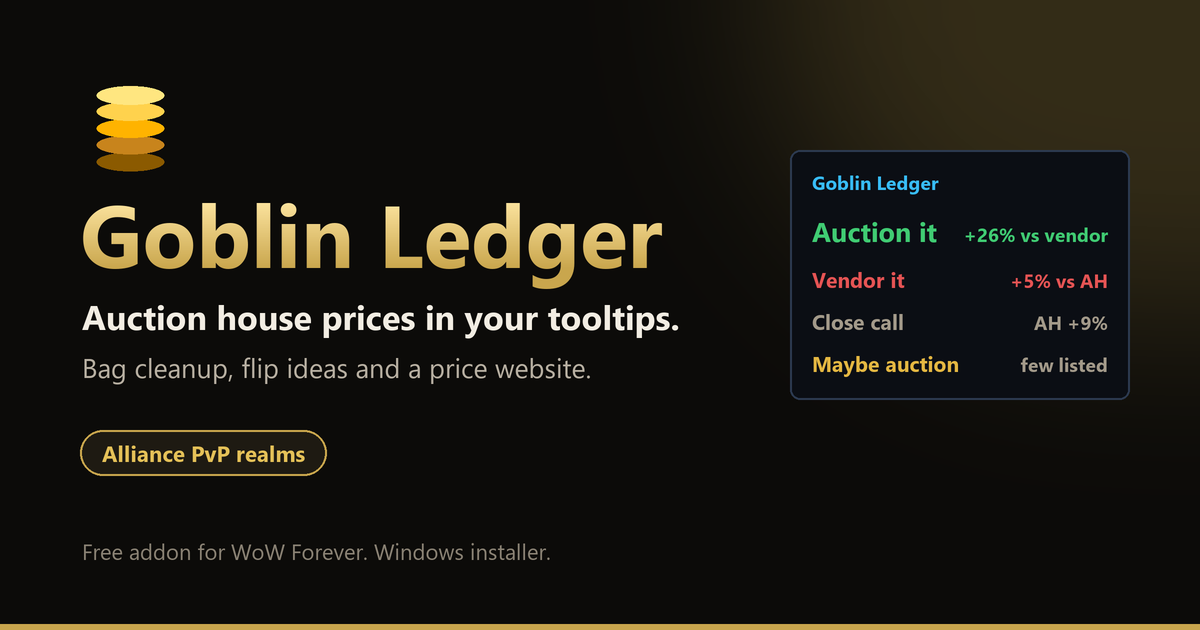 Goblin Ledger
Auction house prices in your tooltips.
Bag cleanup, flip ideas and a price website.
Alliance PvP realms
Free addon for WoW Forever. Windows installer.
Goblin Ledger
Auction it +26% vs vendor
Vendor it +5% vs AH
Close call AH +9%
Maybe auction few listed